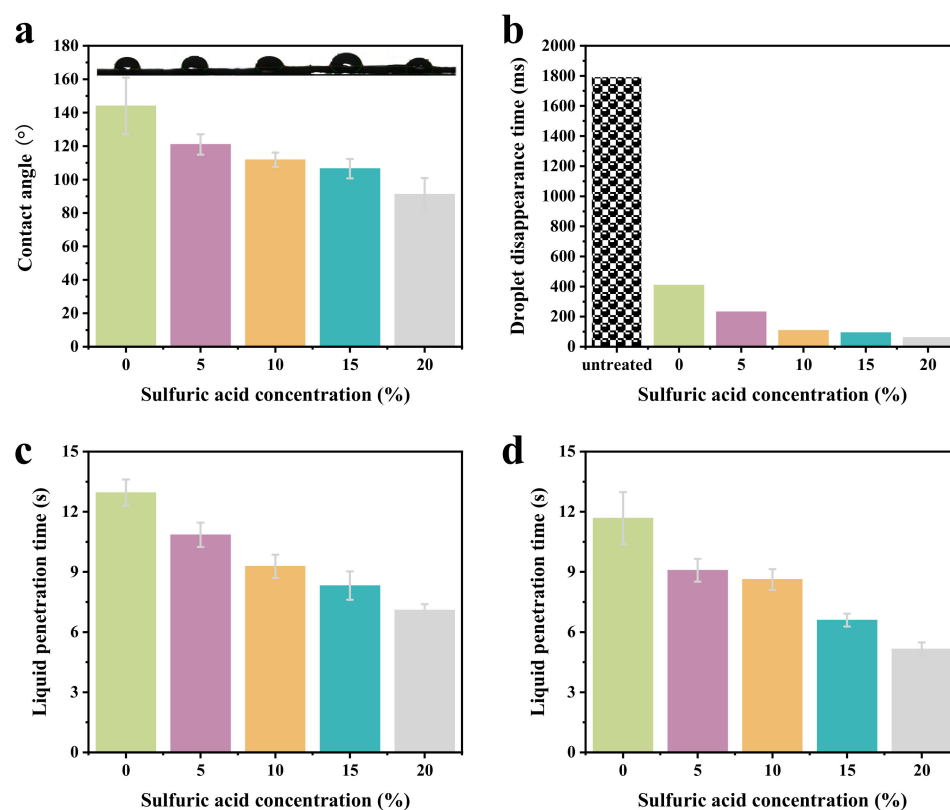 a
180
160
140
120
100
80
60
40
20
0
Contact angle (°)
0 5 10 15 20
Sulfuric acid concentration (%)
b
2000
1800
1600
1400
1200
1000
800
600
400
200
0
Droplet disappearance time (ms)
untreated 0 5 10 15 20
Sulfuric acid concentration (%)
c
15
12
9
6
3
0
Liquid penetration time (s)
0 5 10 15 20
Sulfuric acid concentration (%)
d
15
12
9
6
3
0
Liquid penetration time (s)
0 5 10 15 20
Sulfuric acid concentration (%)